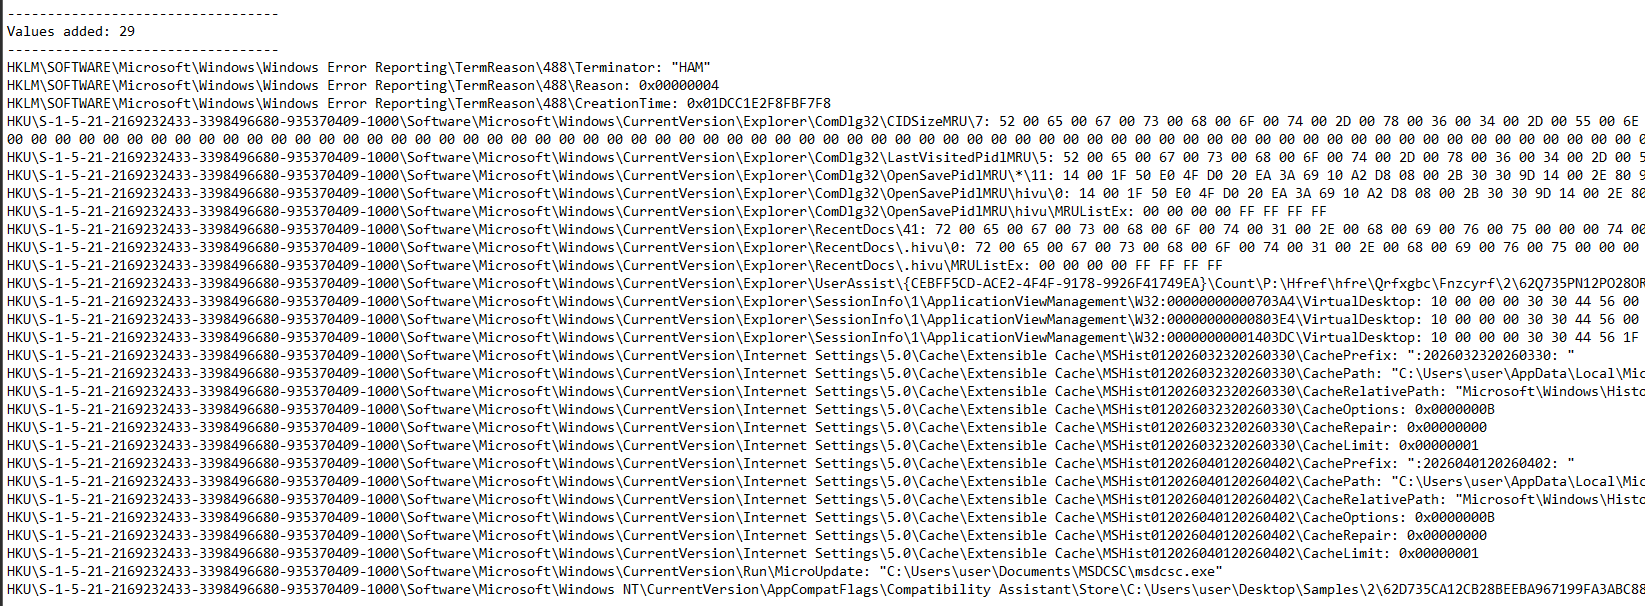 ----------------------------------
Values added: 29
----------------------------------
HKLM\SOFTWARE\Microsoft\Windows\Windows Error Reporting\TermReason\488\Terminator: "HAM"
HKLM\SOFTWARE\Microsoft\Windows\Windows Error Reporting\TermReason\488\Reason: 0x00000004
HKLM\SOFTWARE\Microsoft\Windows\Windows Error Reporting\TermReason\488\CreationTime: 0x01DCC1E2F8FBF7F8
HKU\S-1-5-21-2169232433-3398496680-935370409-1000\Software\Microsoft\Windows\CurrentVersion\Explorer\ComDlg32\CIDSizeMRU\7: 52 00 65 00 67 00 73 00 68 00 6F 00 74 00 2D 00 78 00 36 00 34 00 2D 00 55 00 6E
00 00 00 00 00 00 00 00 00 00 00 00 00 00 00 00 00 00 00 00 00 00 00 00 00 00 00 00 00 00 00 00 00 00 00 00 00 00 00 00 00 00 00 00 00 00 00 00 00 00 00 00 00 00 00 00 00 00 00 00 00 00 00 00 00 00 00 00
HKU\S-1-5-21-2169232433-3398496680-935370409-1000\Software\Microsoft\Windows\CurrentVersion\Explorer\ComDlg32\LastVisitedPidlMRU\5: 52 00 65 00 67 00 73 00 68 00 6F 00 74 00 2D 00 78 00 36 00 34 00 2D 00 5
HKU\S-1-5-21-2169232433-3398496680-935370409-1000\Software\Microsoft\Windows\CurrentVersion\Explorer\ComDlg32\OpenSavePidlMRU\*\11: 14 00 1F 50 E0 4F D0 20 EA 3A 69 10 A2 D8 08 00 2B 30 30 9D 14 00 2E 80 9
HKU\S-1-5-21-2169232433-3398496680-935370409-1000\Software\Microsoft\Windows\CurrentVersion\Explorer\ComDlg32\OpenSavePidlMRU\hivu\0: 14 00 1F 50 E0 4F D0 20 EA 3A 69 10 A2 D8 08 00 2B 30 30 9D 14 00 2E 80
HKU\S-1-5-21-2169232433-3398496680-935370409-1000\Software\Microsoft\Windows\CurrentVersion\Explorer\ComDlg32\OpenSavePidlMRU\hivu\MRUListEx: 00 00 00 00 FF FF FF FF
HKU\S-1-5-21-2169232433-3398496680-935370409-1000\Software\Microsoft\Windows\CurrentVersion\Explorer\RecentDocs\41: 72 00 65 00 67 00 73 00 68 00 6F 00 74 00 31 00 2E 00 68 00 69 00 76 00 75 00 00 00 74 00
HKU\S-1-5-21-2169232433-3398496680-935370409-1000\Software\Microsoft\Windows\CurrentVersion\Explorer\RecentDocs\.hivu\0: 72 00 65 00 67 00 73 00 68 00 6F 00 74 00 31 00 2E 00 68 00 69 00 76 00 75 00 00 00
HKU\S-1-5-21-2169232433-3398496680-935370409-1000\Software\Microsoft\Windows\CurrentVersion\Explorer\RecentDocs\.hivu\MRUListEx: 00 00 00 00 FF FF FF FF
HKU\S-1-5-21-2169232433-3398496680-935370409-1000\Software\Microsoft\Windows\CurrentVersion\Explorer\UserAssist\{CEBFF5CD-ACE2-4F4F-9178-9926F41749EA}\Count\P:\Hfref\hfre\Qrfxgbc\Fnzcyrf\2\62Q735PN12PO28OR
HKU\S-1-5-21-2169232433-3398496680-935370409-1000\Software\Microsoft\Windows\CurrentVersion\Explorer\SessionInfo\1\ApplicationViewManagement\W32:00000000000703A4\VirtualDesktop: 10 00 00 00 30 30 44 56 00
HKU\S-1-5-21-2169232433-3398496680-935370409-1000\Software\Microsoft\Windows\CurrentVersion\Explorer\SessionInfo\1\ApplicationViewManagement\W32:00000000000803E4\VirtualDesktop: 10 00 00 00 30 30 44 56 00
HKU\S-1-5-21-2169232433-3398496680-935370409-1000\Software\Microsoft\Windows\CurrentVersion\Explorer\SessionInfo\1\ApplicationViewManagement\W32:00000000001403DC\VirtualDesktop: 10 00 00 00 30 30 44 56 1F
HKU\S-1-5-21-2169232433-3398496680-935370409-1000\Software\Microsoft\Windows\CurrentVersion\Internet Settings\5.0\Cache\Extensible Cache\MSHist012026032320260330\CachePrefix: ":2026032320260330: "
HKU\S-1-5-21-2169232433-3398496680-935370409-1000\Software\Microsoft\Windows\CurrentVersion\Internet Settings\5.0\Cache\Extensible Cache\MSHist012026032320260330\CachePath: "C:\Users\user\AppData\Local\Mic
HKU\S-1-5-21-2169232433-3398496680-935370409-1000\Software\Microsoft\Windows\CurrentVersion\Internet Settings\5.0\Cache\Extensible Cache\MSHist012026032320260330\CacheRelativePath: "Microsoft\Windows\Histo
HKU\S-1-5-21-2169232433-3398496680-935370409-1000\Software\Microsoft\Windows\CurrentVersion\Internet Settings\5.0\Cache\Extensible Cache\MSHist012026032320260330\CacheOptions: 0x0000000B
HKU\S-1-5-21-2169232433-3398496680-935370409-1000\Software\Microsoft\Windows\CurrentVersion\Internet Settings\5.0\Cache\Extensible Cache\MSHist012026032320260330\CacheRepair: 0x00000000
HKU\S-1-5-21-2169232433-3398496680-935370409-1000\Software\Microsoft\Windows\CurrentVersion\Internet Settings\5.0\Cache\Extensible Cache\MSHist012026032320260330\CacheLimit: 0x00000001
HKU\S-1-5-21-2169232433-3398496680-935370409-1000\Software\Microsoft\Windows\CurrentVersion\Internet Settings\5.0\Cache\Extensible Cache\MSHist012026040120260402\CachePrefix: ":2026040120260402: "
HKU\S-1-5-21-2169232433-3398496680-935370409-1000\Software\Microsoft\Windows\CurrentVersion\Internet Settings\5.0\Cache\Extensible Cache\MSHist012026040120260402\CachePath: "C:\Users\user\AppData\Local\Mic
HKU\S-1-5-21-2169232433-3398496680-935370409-1000\Software\Microsoft\Windows\CurrentVersion\Internet Settings\5.0\Cache\Extensible Cache\MSHist012026040120260402\CacheRelativePath: "Microsoft\Windows\Histo
HKU\S-1-5-21-2169232433-3398496680-935370409-1000\Software\Microsoft\Windows\CurrentVersion\Internet Settings\5.0\Cache\Extensible Cache\MSHist012026040120260402\CacheOptions: 0x0000000B
HKU\S-1-5-21-2169232433-3398496680-935370409-1000\Software\Microsoft\Windows\CurrentVersion\Internet Settings\5.0\Cache\Extensible Cache\MSHist012026040120260402\CacheRepair: 0x00000000
HKU\S-1-5-21-2169232433-3398496680-935370409-1000\Software\Microsoft\Windows\CurrentVersion\Internet Settings\5.0\Cache\Extensible Cache\MSHist012026040120260402\CacheLimit: 0x00000001
HKU\S-1-5-21-2169232433-3398496680-935370409-1000\Software\Microsoft\Windows\CurrentVersion\Run\MicroUpdate: "C:\Users\user\Documents\MSDCSC\msdcsc.exe"
HKU\S-1-5-21-2169232433-3398496680-935370409-1000\Software\Microsoft\Windows NT\CurrentVersion\AppCompatFlags\Compatibility Assistant\Store\C:\Users\user\Desktop\Samples\2\62D735CA12CB28BEEBA967199FA3ABC88